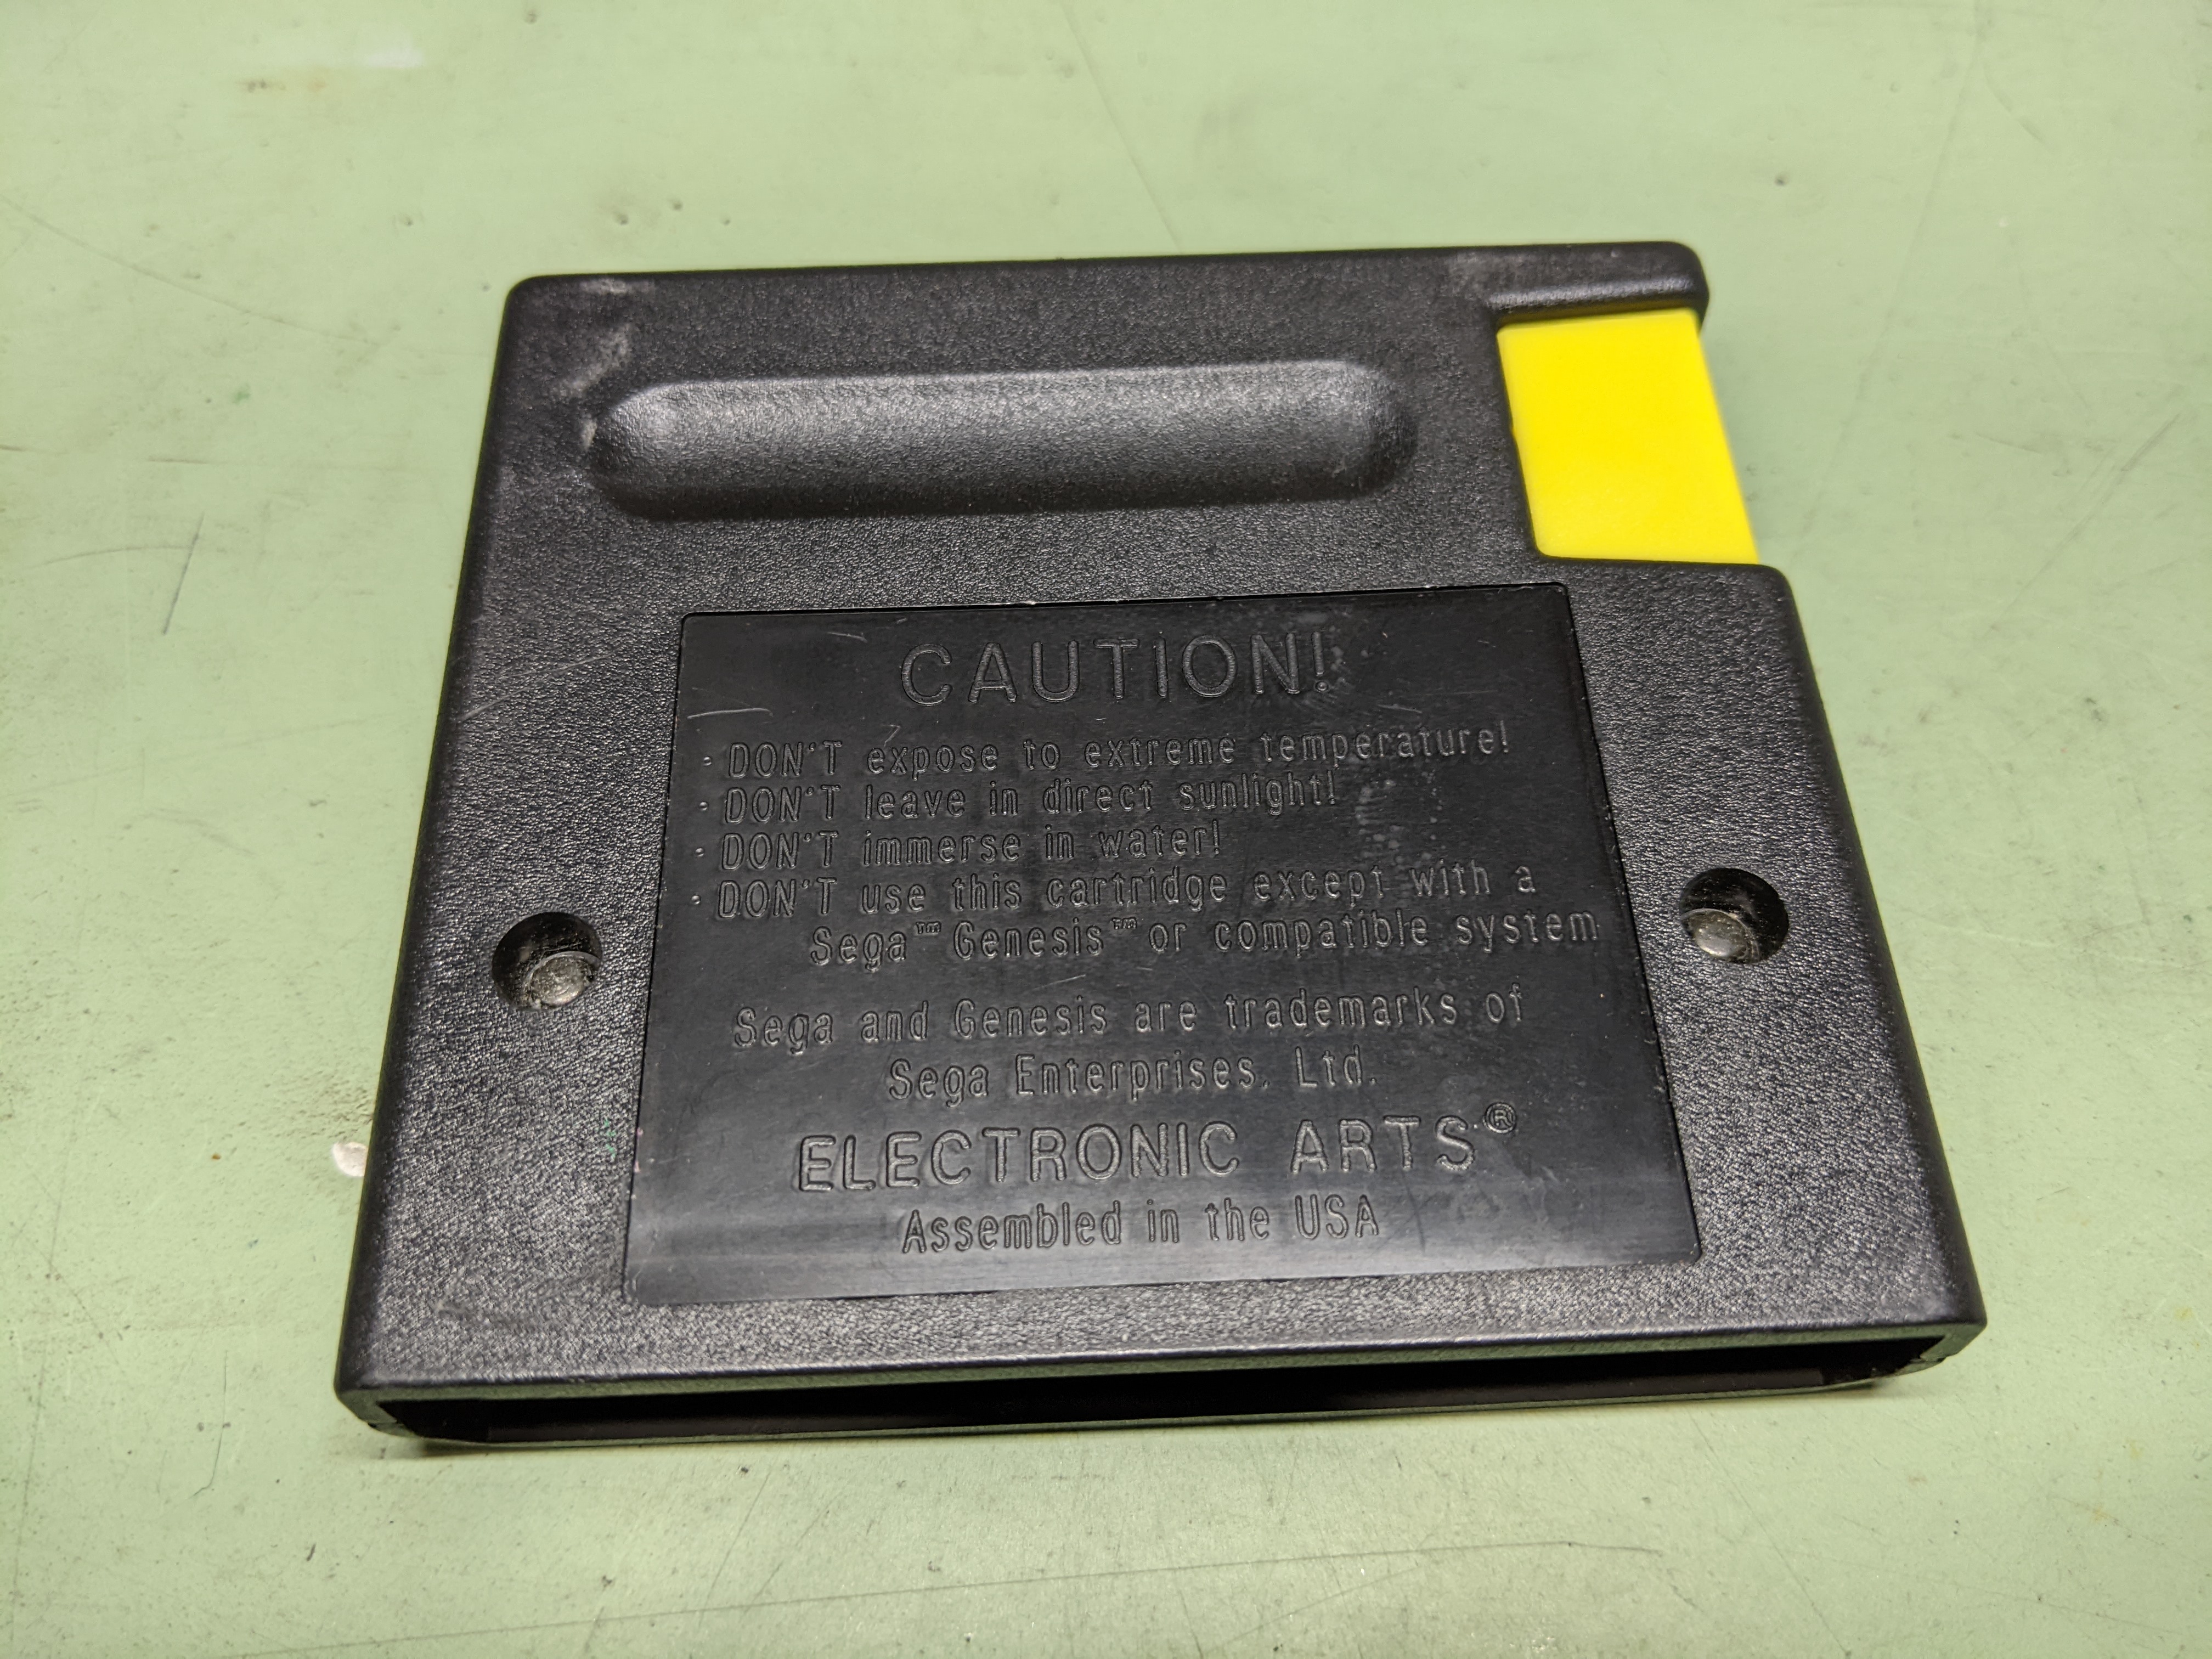 CAUTION!
· DON'T expose to extreme temperature!
· DON'T leave in direct sunlight!
· DON'T immerse in water!
· DON'T use this cartridge except with a
Sega™ Genesis™ or compatible system
Sega and Genesis are trademarks of
Sega Enterprises. Ltd.
ELECTRONIC ARTS®
Assembled in the USA